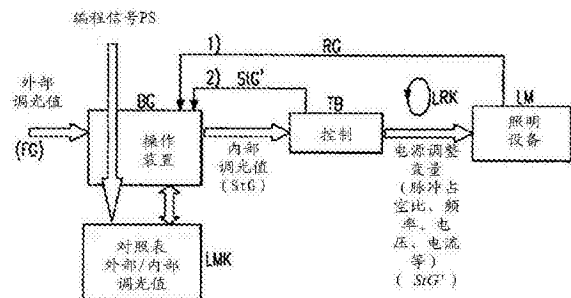 编程信号PS
1)
RG
外部
调光值
(FG)
2)
StG'
BG
操作
装置
内部
调光值
(StG)
TB
控制
LRK
LM
照明
设备
电源调整
变量
(脉冲占
空比、频
率、电
压、电流
等)
( StG')
对照表
外部/内部
调光值
LMK